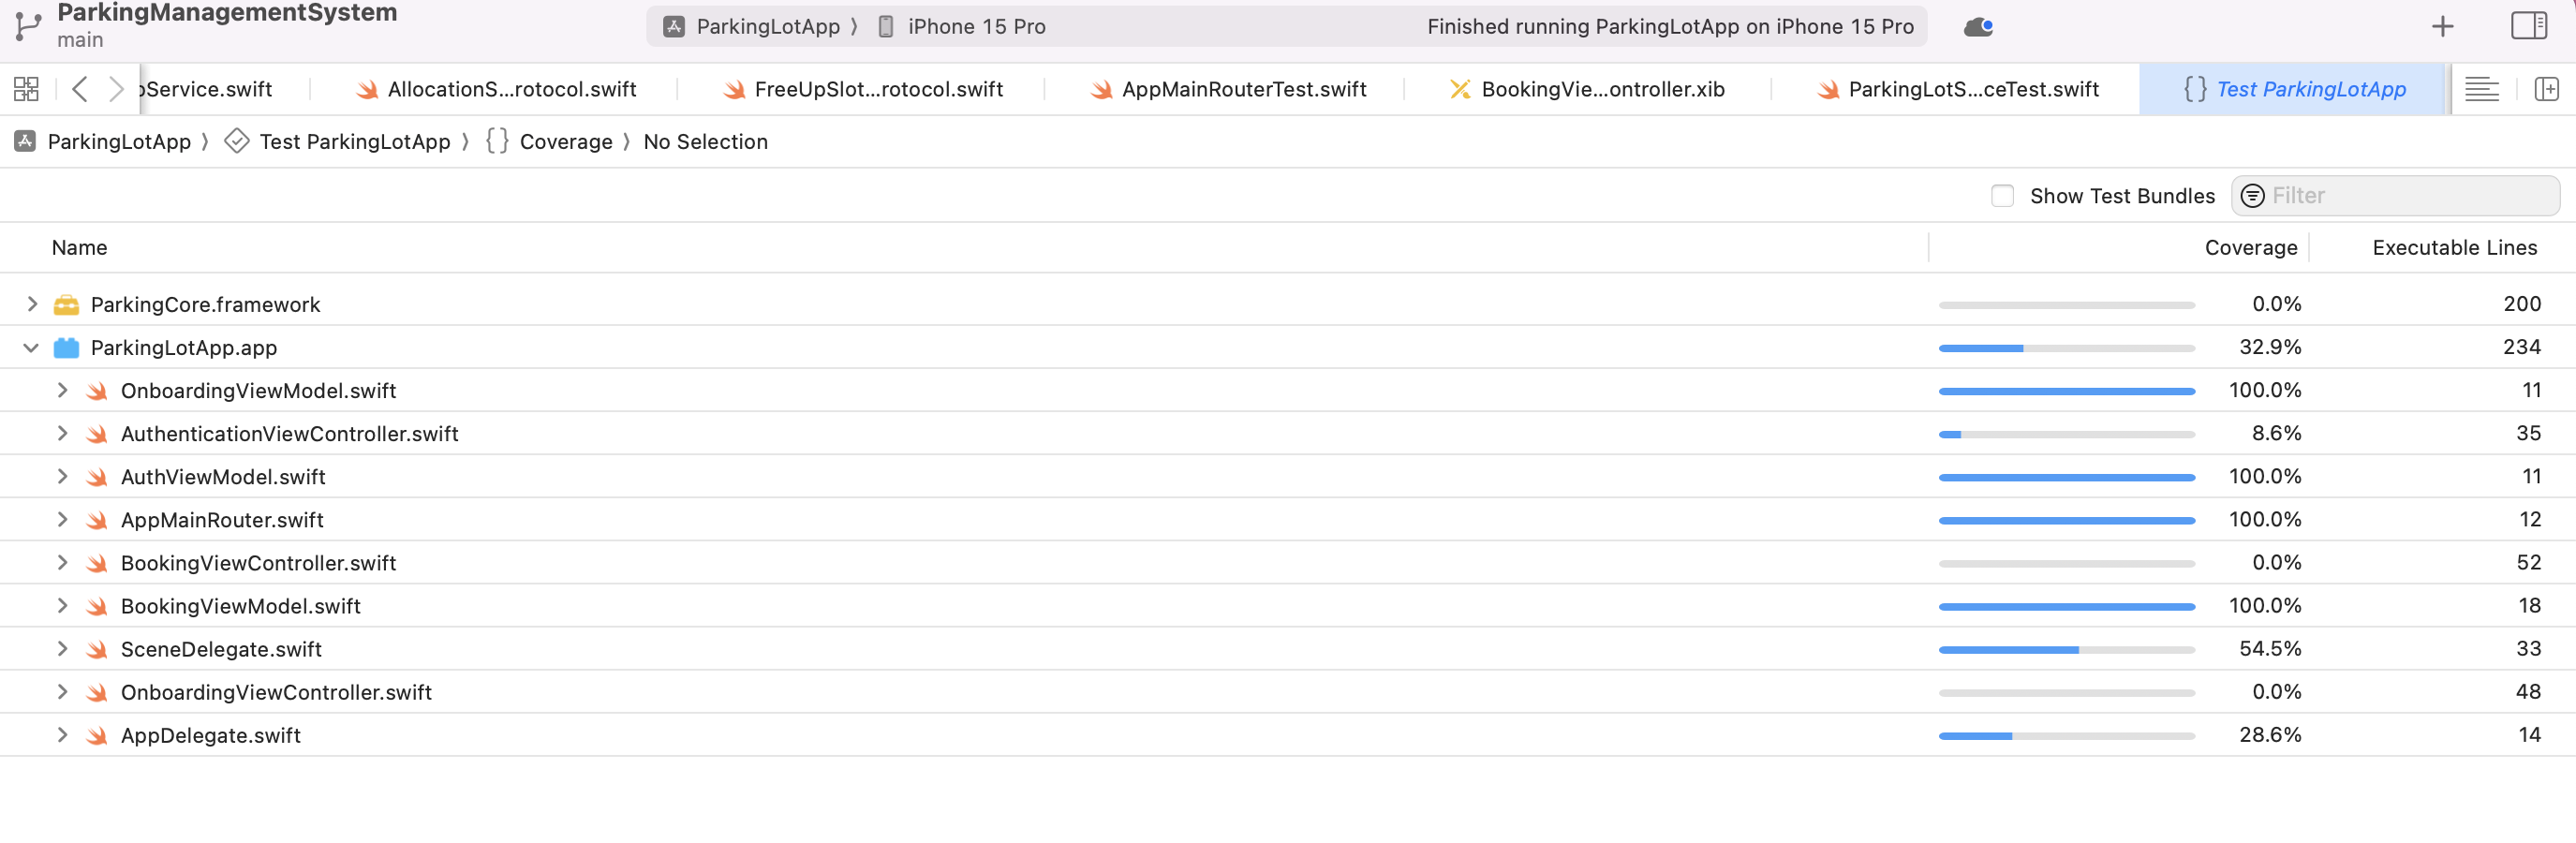 ParkingManagementSystem
main
ParkingLotApp 〉 iPhone 15 Pro
Finished running ParkingLotApp on iPhone 15 Pro
Service.swift
AllocationS...rotocol.swift
FreeUpSlot...rotocol.swift
AppMainRouterTest.swift
BookingVie...ontroller.xib
ParkingLotS...ceTest.swift
{} Test ParkingLotApp
ParkingLotApp 〉 Test ParkingLotApp 〉 {} Coverage 〉 No Selection
Show Test Bundles
Filter
Name Coverage Executable Lines
ParkingCore.framework 0.0% 200
ParkingLotApp.app 32.9% 234
OnboardingViewModel.swift 100.0% 11
AuthenticationViewController.swift 8.6% 35
AuthViewModel.swift 100.0% 11
AppMainRouter.swift 100.0% 12
BookingViewController.swift 0.0% 52
BookingViewModel.swift 100.0% 18
SceneDelegate.swift 54.5% 33
OnboardingViewController.swift 0.0% 48
AppDelegate.swift 28.6% 14